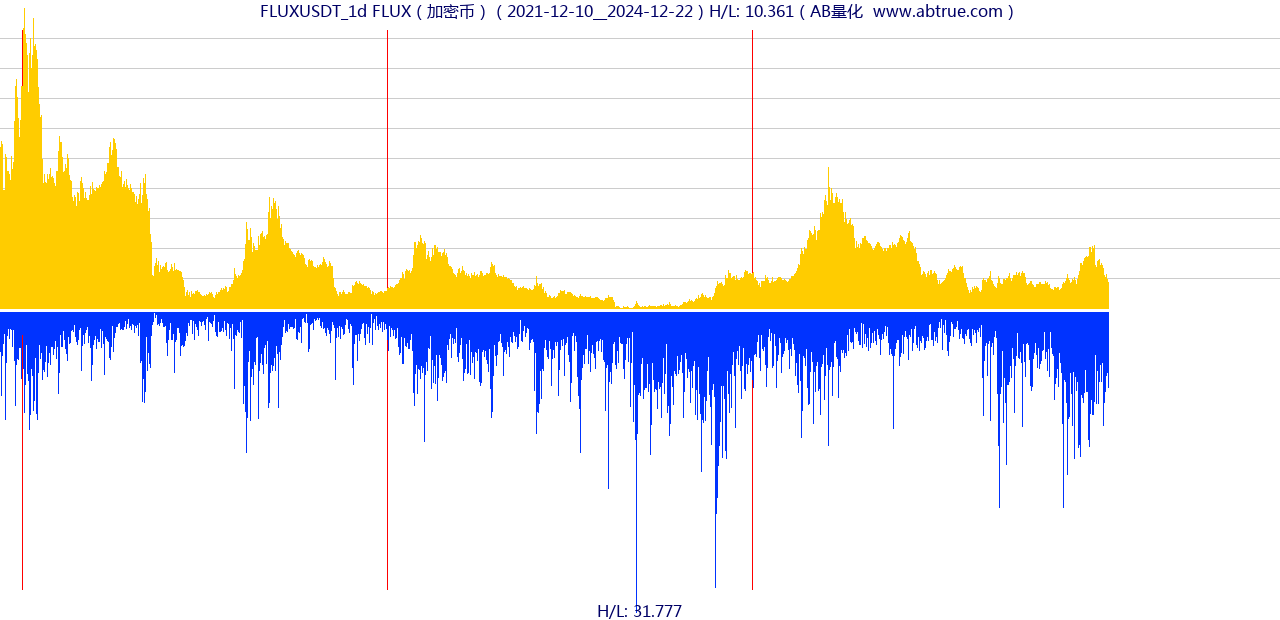 FLUXUSDT_1d FLUX ( 加密币 ) ( 2021-12-10__2024-12-22 ) H/L: 10.361 ( AB量化  www.abtrue.com )
H/L: 31.777